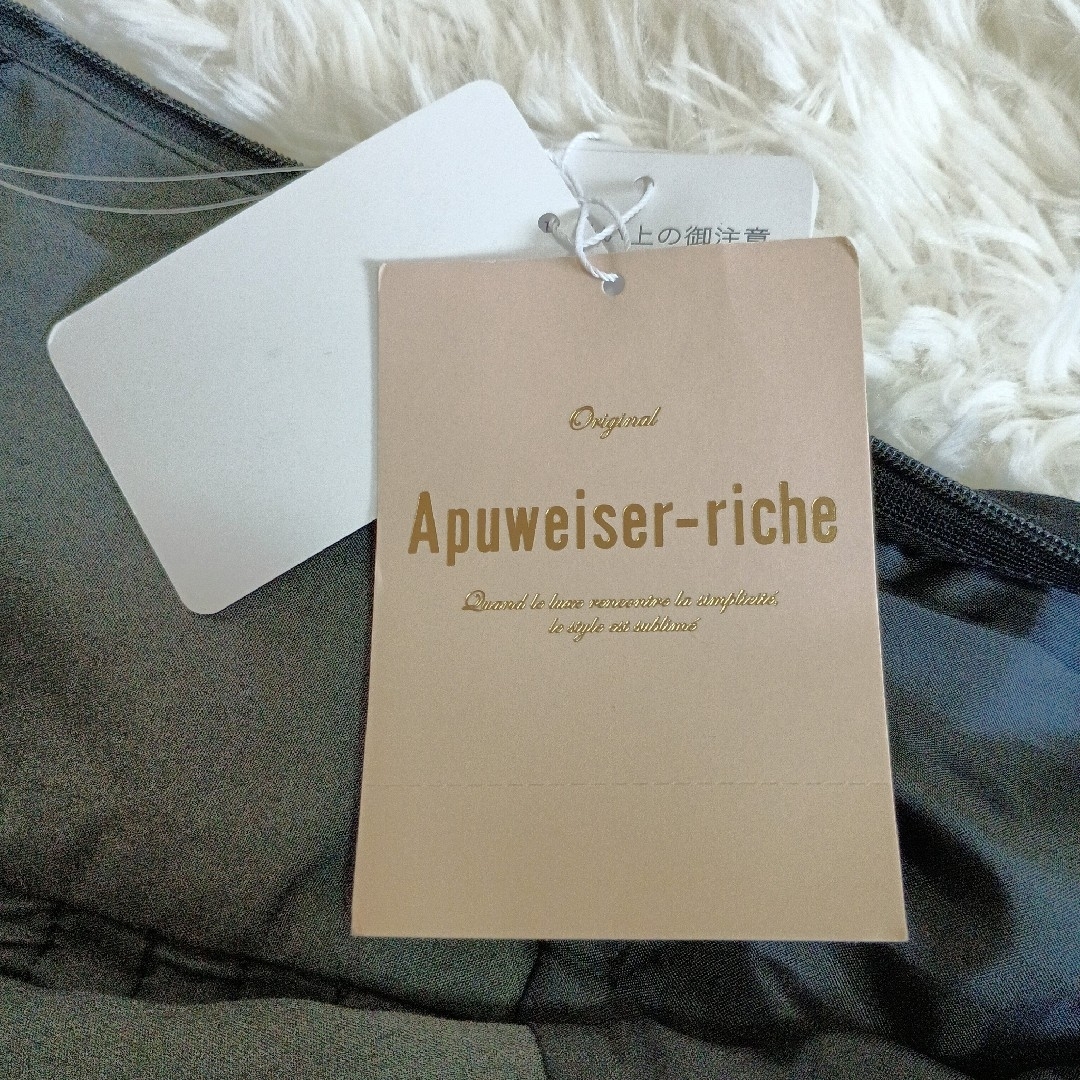 上の御注意
Original
Apuweiser-riche
Quand le luxe rencontre la simplicité,
le style est sublimé